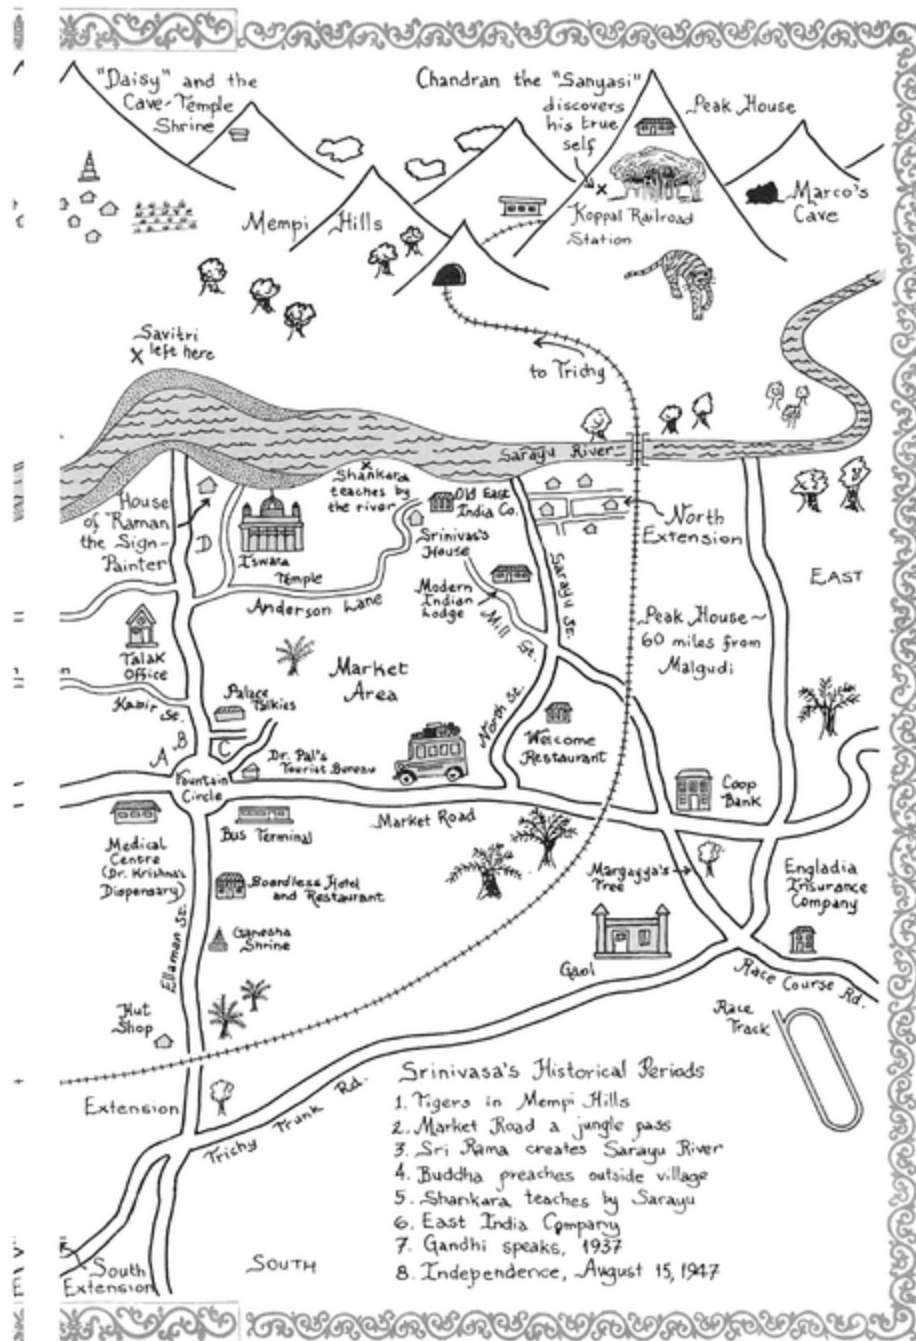 "Daisy" and the
Cave-Temple
Shrine
Chandran the "Sanyasi"
discovers
his true
self
Peak House
Mempi Hills
Koppal Railroad
Station
Marco's
Cave
Savitri
left here
to Trichy
Sarayu River
Shankara
teaches by
the river
House
of Raman
the Sign-
Painter
D
Iswara
Temple
Old East
India Co.
Srinivas's
House
North
Extension
Anderson Lane
Modern
Indian
Lodge
Mill St.
Sarayu St.
EAST
Peak House~
60 miles from
Malgudi
Talak
Office
Market
Area
Kabir St.
Palace
Talkies
North St.
Welcome
Restaurant
A
B
C
Dr. Pal's
Tourist Bureau
Fountain
Circle
Coop
Bank
Market Road
Medical
Centre
(Dr. Krishna's
Dispensary)
Bus Terminal
Boardless Hotel
and Restaurant
Margayya's
Tree
Engladia
Insurance
Company
Ellaman St.
Ganesha
Shrine
Gaol
Race Course Rd.
Hut
Shop
Race
Track
Extension
Trichy Trunk Rd.
Srinivasa's Historical Periods
1. Tigers in Mempi Hills
2. Market Road a jungle pass
3. Sri Rama creates Sarayu River
4. Buddha preaches outside village
5. Shankara teaches by Sarayu
6. East India Company
7. Gandhi speaks, 1937
8. Independence, August 15, 1947
South
Extension
SOUTH